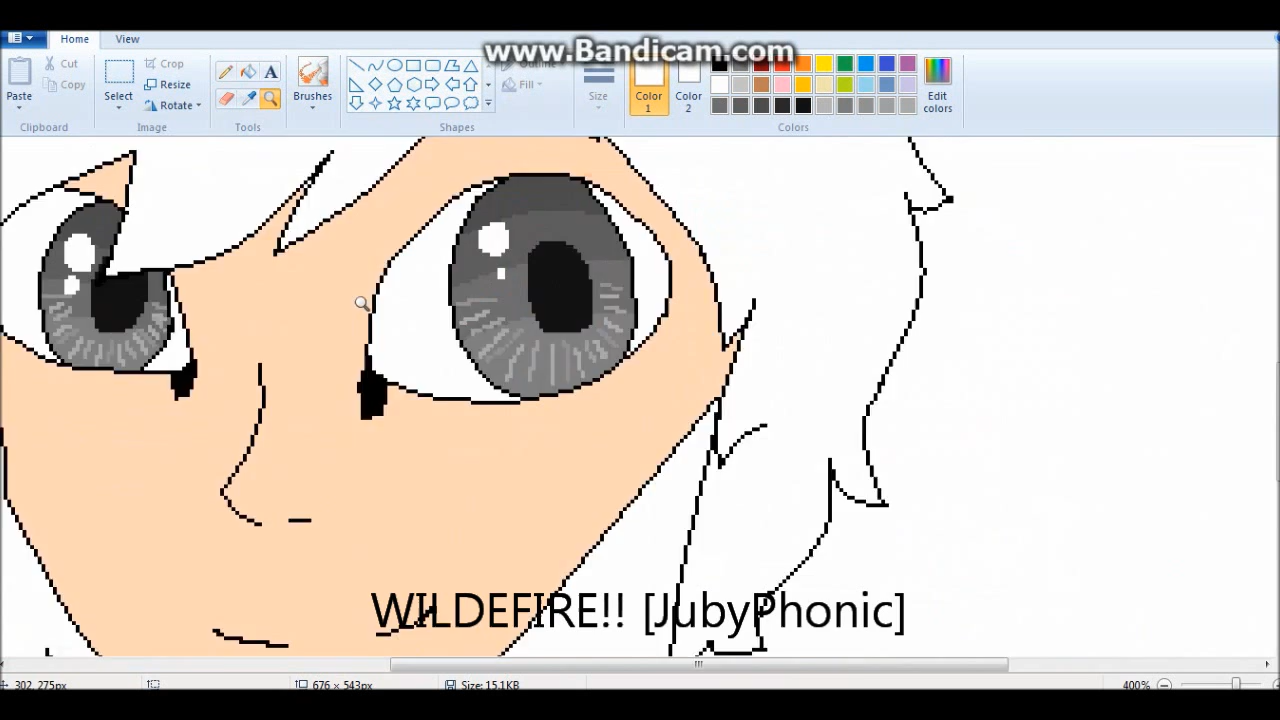 Home View
www.Bandicam.com
Cut
Copy
Paste
Clipboard
Crop
Resize
Rotate
Select
Image
Tools
Brushes
Outline
Fill
Shapes
Size
Color 1
Color 2
Edit colors
Colors
WILDEFIRE!! [JubyPhonic]
302, 275px 676 × 543px Size: 15.1KB 400%